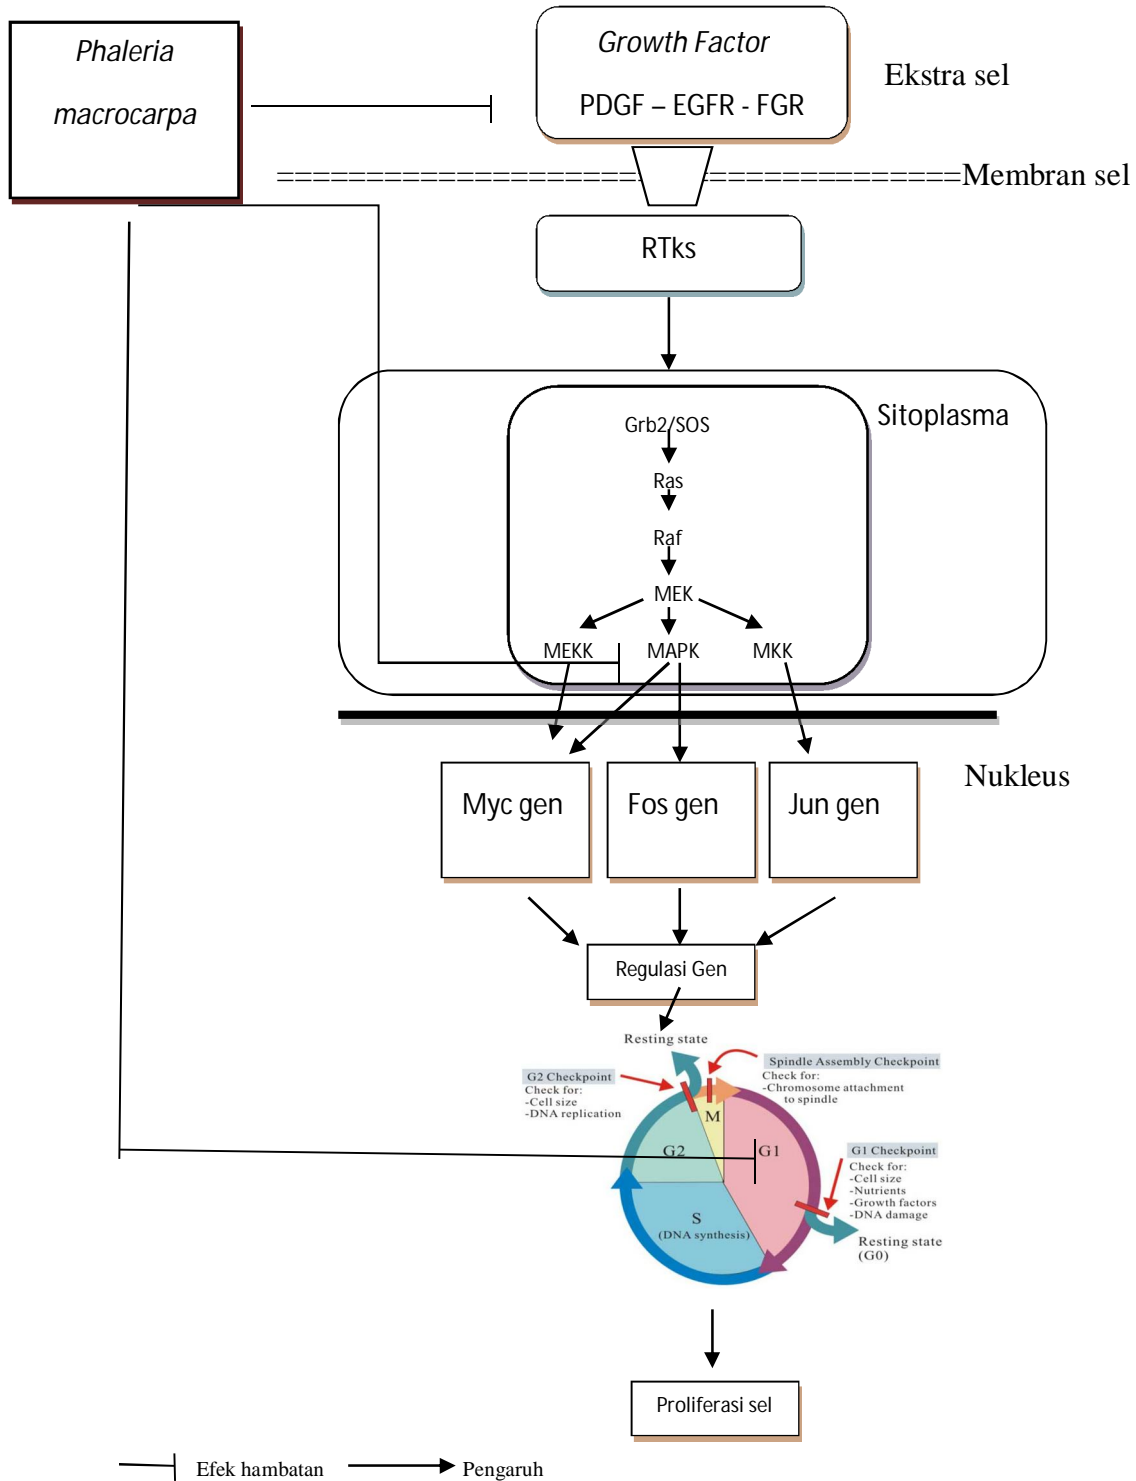 Phaleria
macrocarpa
Growth Factor
PDGF – EGFR - FGR
Ekstra sel
Membran sel
RTks
Sitoplasma
Grb2/SOS
Ras
Raf
MEK
MEKK
MAPK
MKK
Nukleus
Myc gen
Fos gen
Jun gen
Regulasi Gen
Resting state
G2 Checkpoint
Check for:
-Cell size
-DNA replication
Spindle Assembly Checkpoint
Check for:
-Chromosome attachment
to spindle
M
G2
G1
S
(DNA synthesis)
G1 Checkpoint
Check for:
-Cell size
-Nutrients
-Growth factors
-DNA damage
Resting state
(G0)
Proliferasi sel
Efek hambatan
Pengaruh